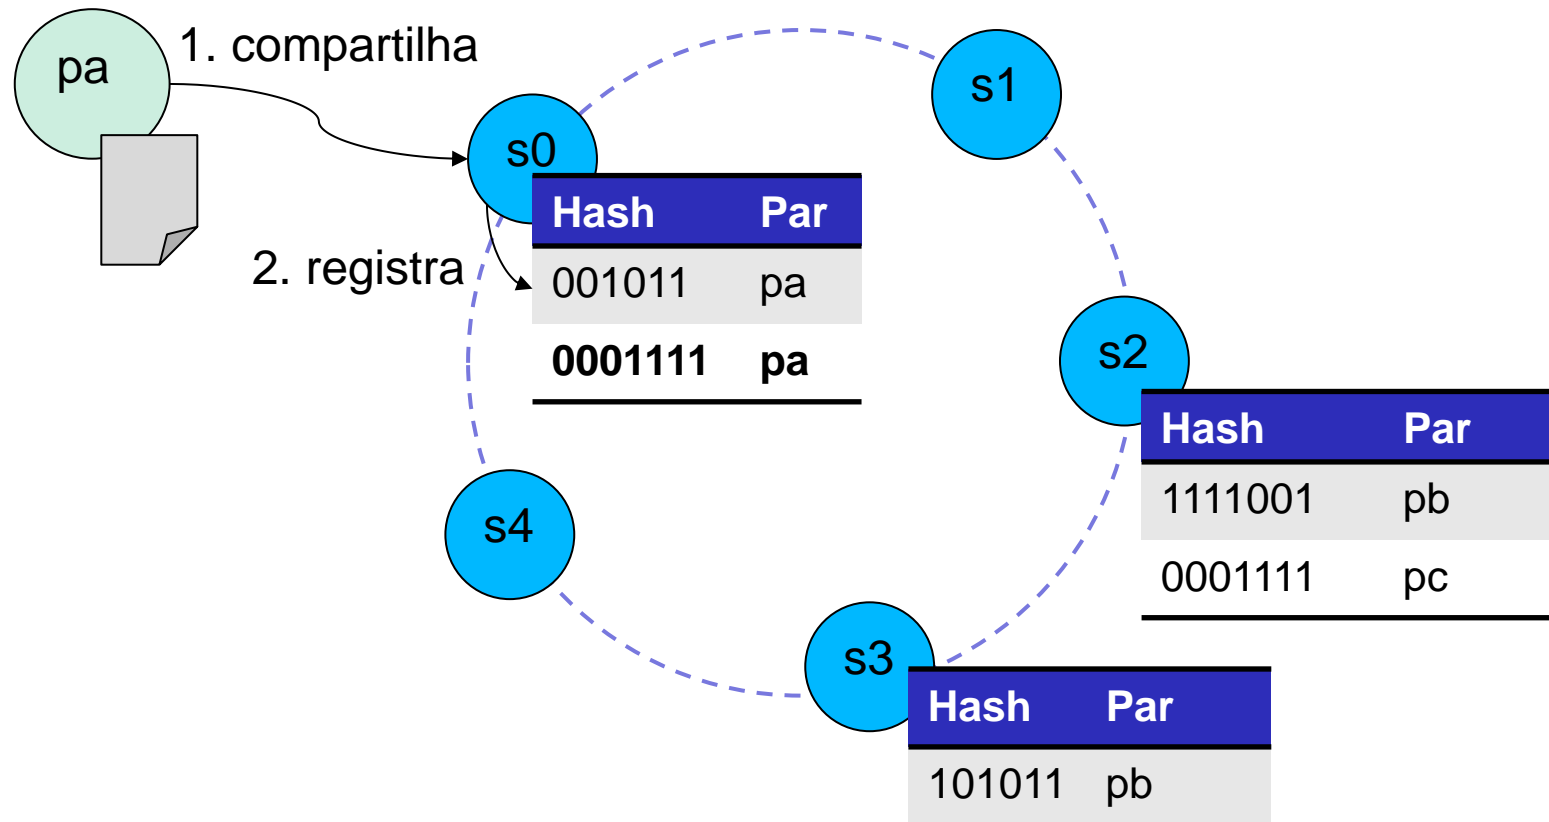 pa
1. compartilha
s1
s0
Hash Par
2. registra
001011 pa
0001111 pa
s2
Hash Par
1111001 pb
0001111 pc
s4
s3
Hash Par
101011 pb